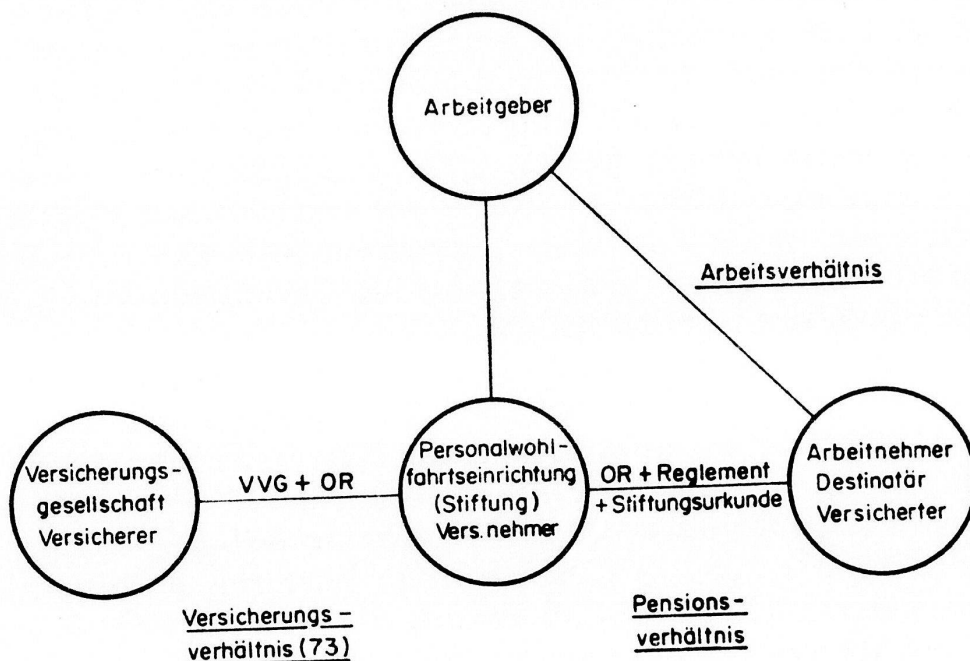 Arbeitgeber
Arbeitsverhältnis
Versicherungs-
gesellschaft
Versicherer
VVG + OR
Personalwohl-
fahrtseinrichtung
(Stiftung)
Vers.nehmer
OR + Reglement
+ Stiftungsurkunde
Arbeitnehmer
Destinatär
Versicherter
Versicherungs-
verhältnis (73)
Pensions-
verhältnis